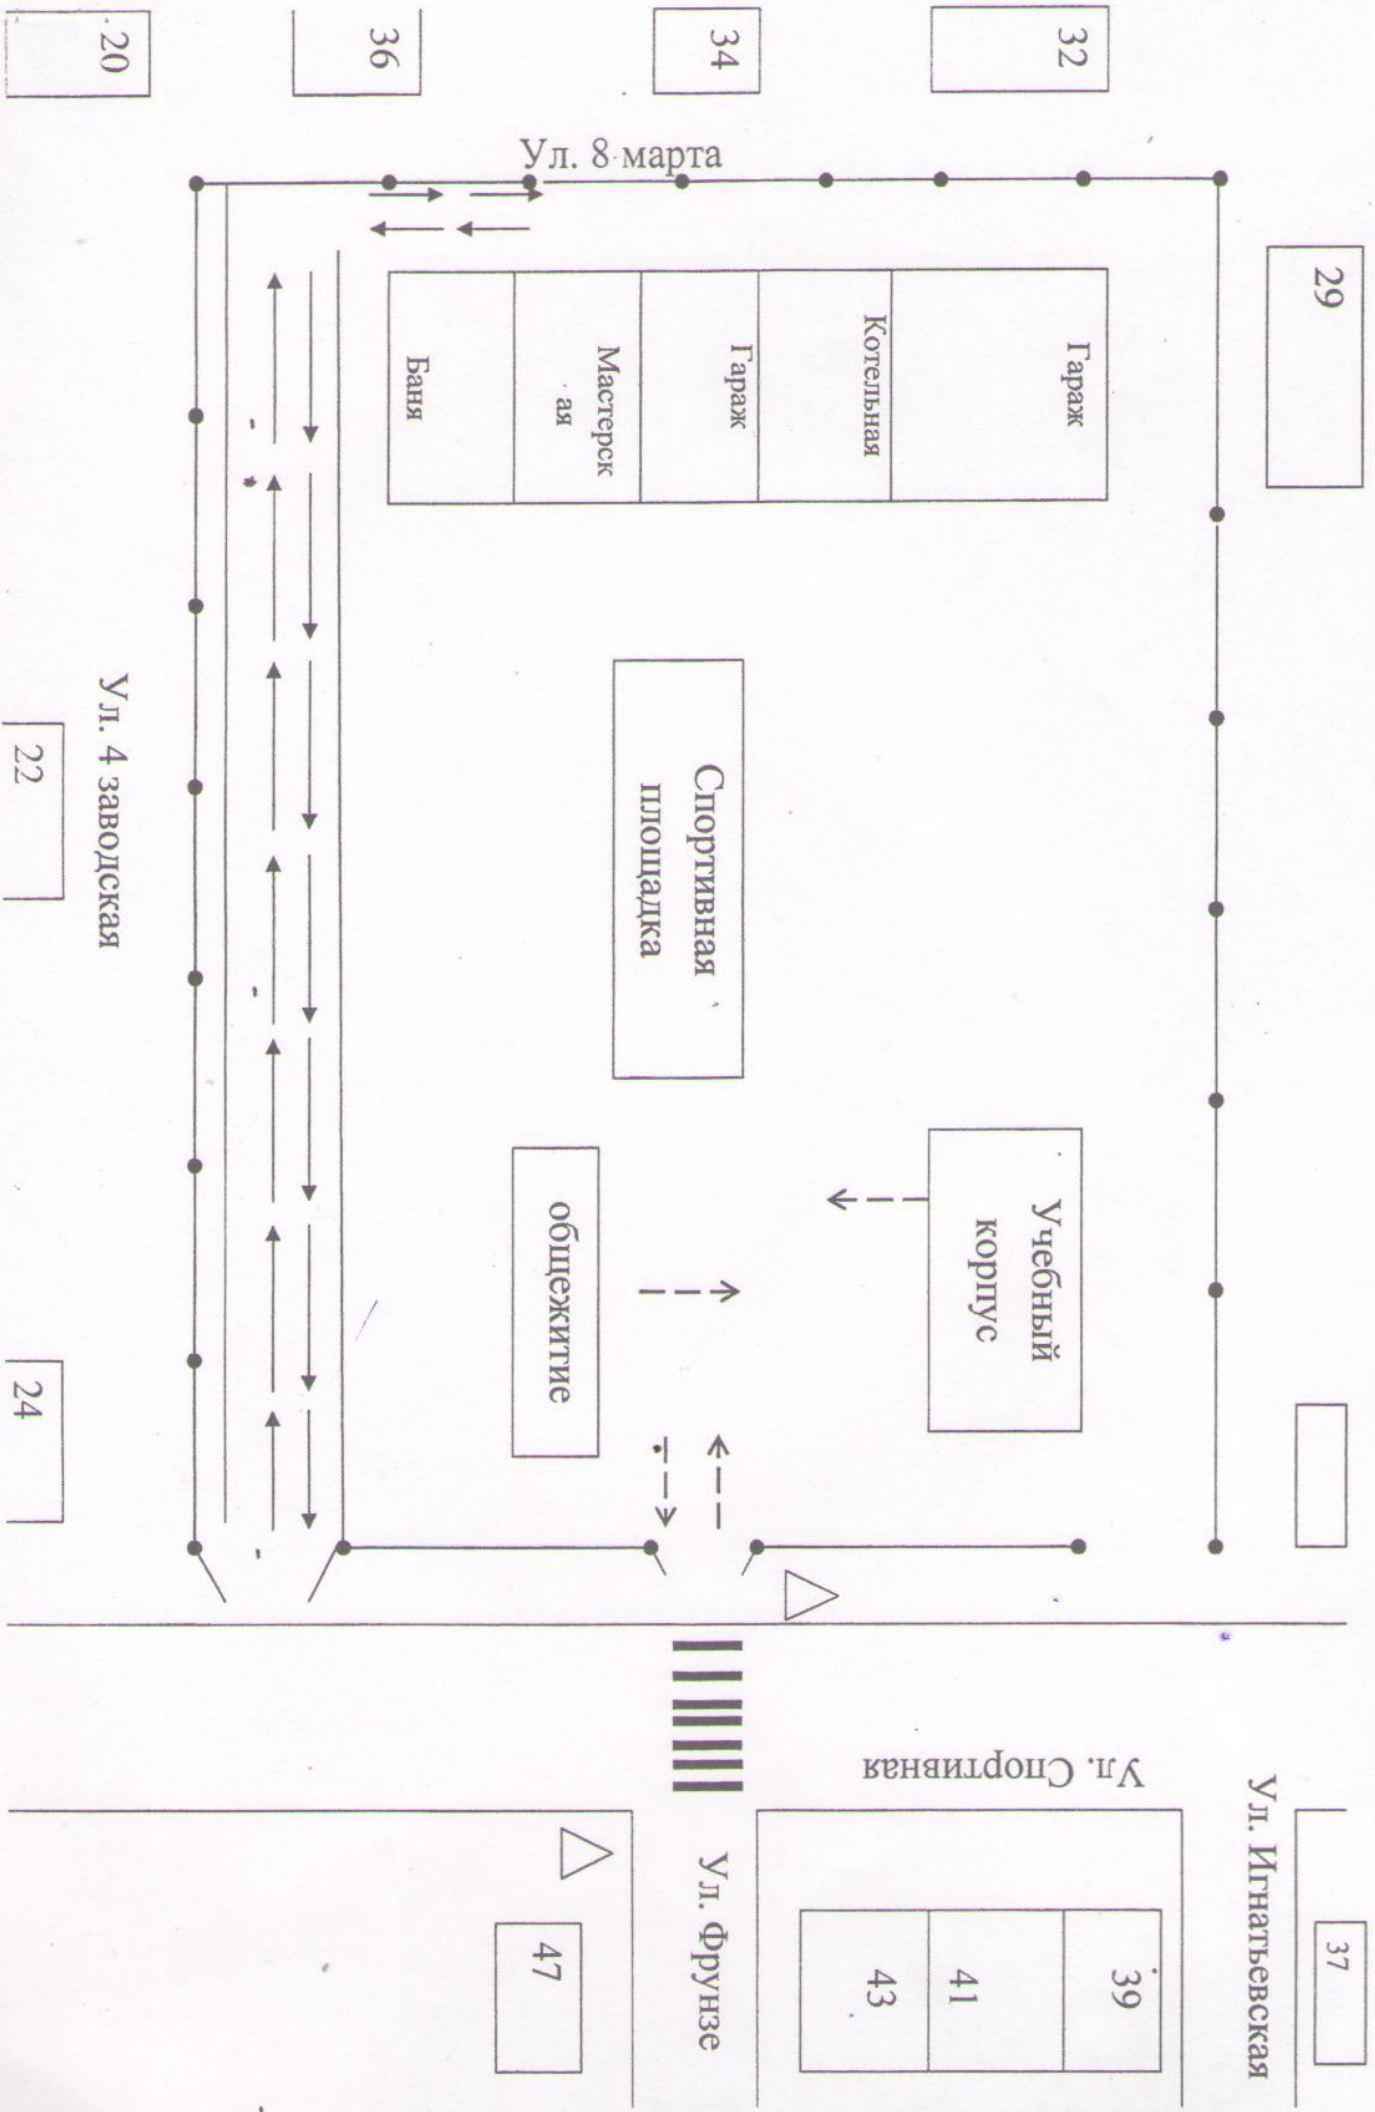 20
36
34
32
Ул. 8 марта
29
Баня
Мастерск
ая
Гараж
Котельная
Гараж
Ул. 4 заводская
22
Спортивная
площадка
24
общежитие
Учебный
корпус
Ул. Спортивная
Ул. Игнатьевская
Ул. Фрунзе
47
43
41
39
37